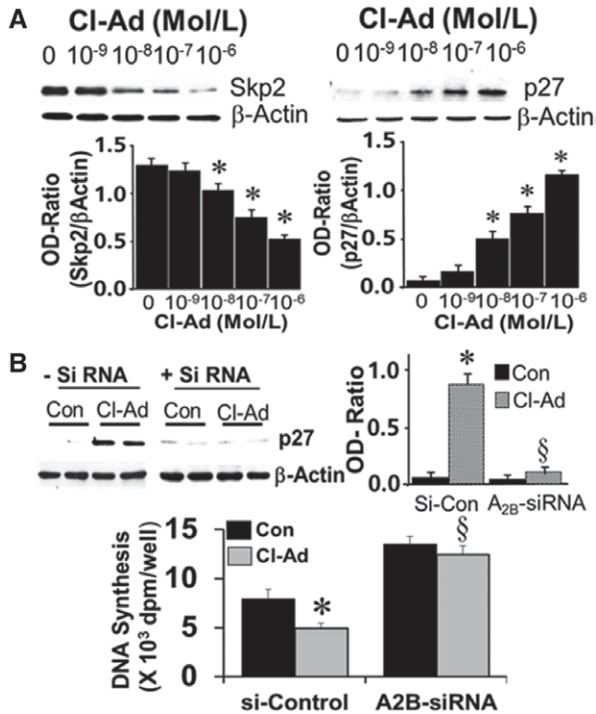 A
Cl-Ad (Mol/L)
0 10-9 10-8 10-7 10-6
Skp2
β-Actin
OD-Ratio
(Skp2/βActin)
1.5
1.0
0.5
0.0
* * *
0 10-9 10-8 10-7 10-6
Cl-Ad (Mol/L)
Cl-Ad (Mol/L)
0 10-9 10-8 10-7 10-6
p27
β-Actin
OD-Ratio
(p27/βActin)
1.5
1.0
0.5
0.0
* * *
0 10-9 10-8 10-7 10-6
Cl-Ad (Mol/L)
B
- Si RNA + Si RNA
Con Cl-Ad Con Cl-Ad
p27
β-Actin
OD- Ratio
1.0
0.5
0.0
*
§
Con
Cl-Ad
Si-Con A2B-siRNA
DNA Synthesis
(X 103 dpm/well)
15
10
5
0
Con
Cl-Ad
*
§
si-Control A2B-siRNA